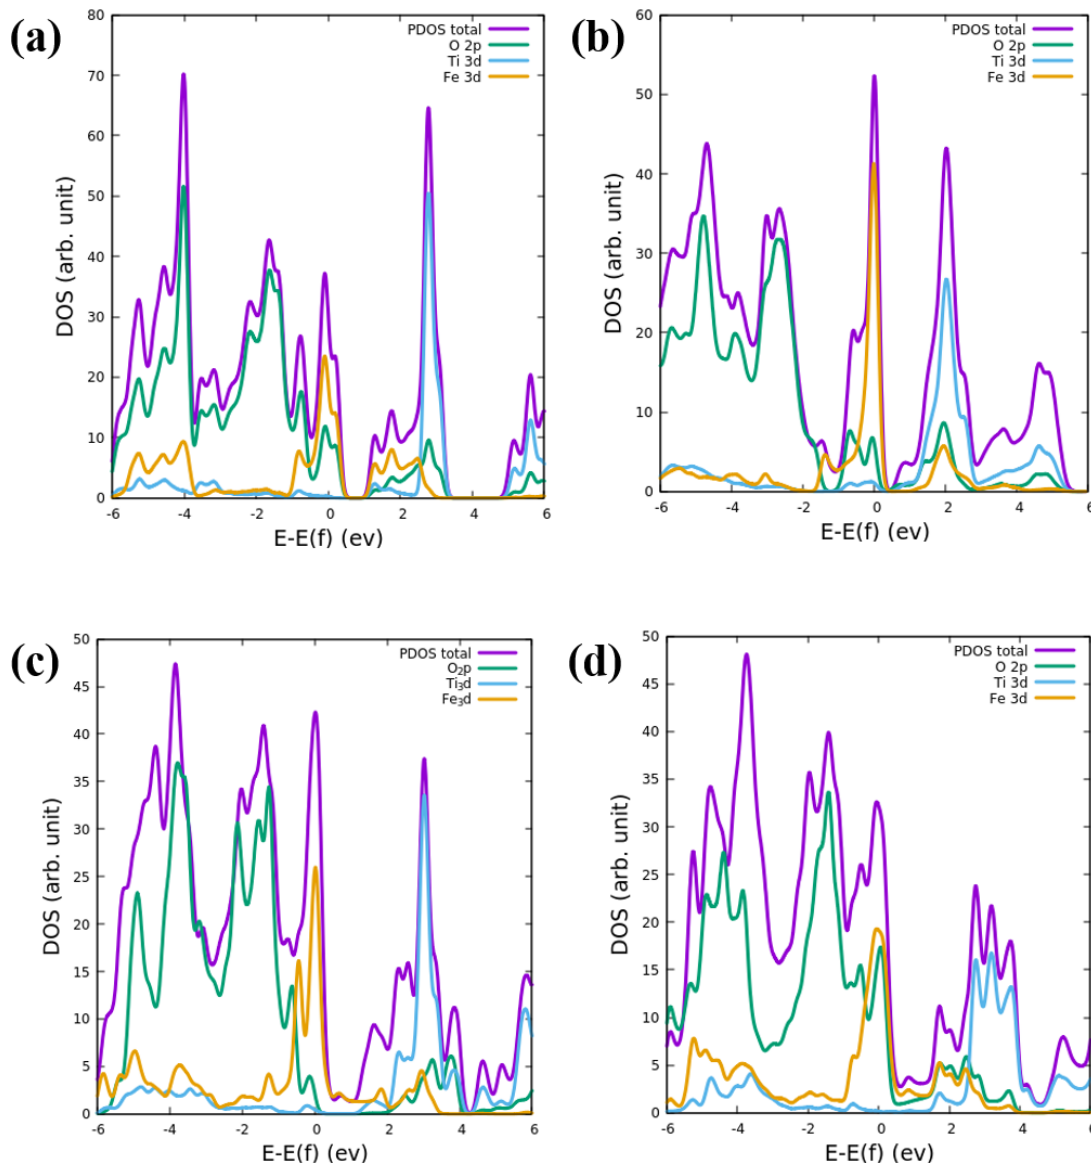 (a)
80
70
60
50
40
30
20
10
0
DOS (arb. unit)
PDOS total
O 2p
Ti 3d
Fe 3d
-6 -4 -2 0 2 4 6
E-E(f) (ev)
(b)
60
50
40
30
20
10
0
DOS (arb. unit)
PDOS total
O 2p
Ti 3d
Fe 3d
-6 -4 -2 0 2 4 6
E-E(f) (ev)
(c)
50
45
40
35
30
25
20
15
10
5
0
DOS (arb. unit)
PDOS total
O₂p
Ti₃d
Fe₃d
-6 -4 -2 0 2 4 6
E-E(f) (ev)
(d)
50
45
40
35
30
25
20
15
10
5
0
DOS (arb. unit)
PDOS total
O 2p
Ti 3d
Fe 3d
-6 -4 -2 0 2 4 6
E-E(f) (ev)